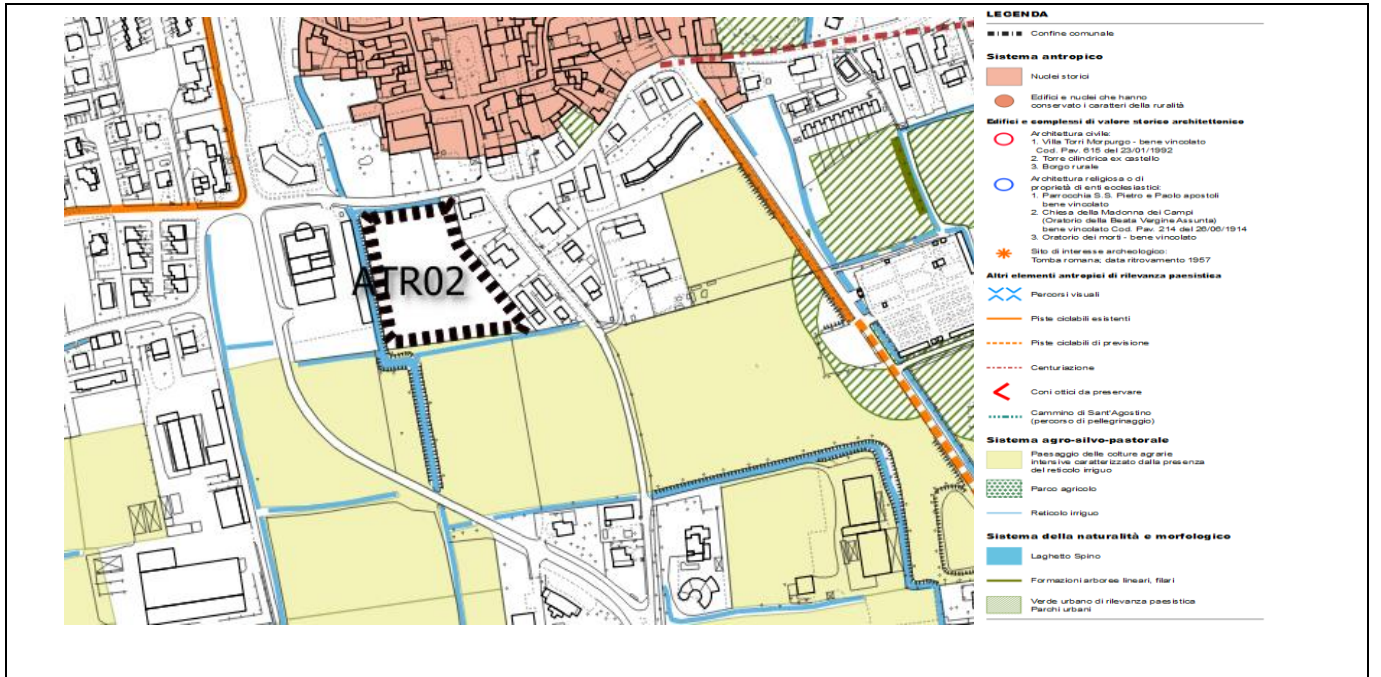 ATR02
LEGENDA
Confine comunale
Sistema antropico
Nuclei storici
Edifici e nuclei che hanno
conservato i caratteri della ruralità
Edifici e complessi di valore storico architettonico
Architettura civile:
1. Villa Torri Morpurgo - bene vincolato
Cod. Pav. 615 del 23/01/1992
2. Torre cilindrica ex castello
3. Borgo rurale
Architettura religiosa o di
proprietà di enti ecclesiastici:
1. Parrocchia S.S. Pietro e Paolo apostoli
bene vincolato
2. Chiesa della Madonna dei Campi
(Oratorio della Beata Vergine Assunta)
bene vincolato Cod. Pav. 214 del 26/06/1914
3. Oratorio dei morti - bene vincolato
Sito di interesse archeologico:
Tomba romana; data ritrovamento 1957
Altri elementi antropici di rilevanza paesistica
Percorsi visuali
Piste ciclabili esistenti
Piste ciclabili di previsione
Centuriazione
Coni ottici da preservare
Cammino di Sant'Agostino
(percorso di pellegrinaggio)
Sistema agro-silvo-pastorale
Paesaggio delle colture agrarie
intensive caratterizzato dalla presenza
del reticolo irriguo
Parco agricolo
Reticolo irriguo
Sistema della naturalità e morfologico
Laghetto Spino
Formazioni arboree lineari, filari
Verde urbano di rilevanza paesistica
Parchi urbani